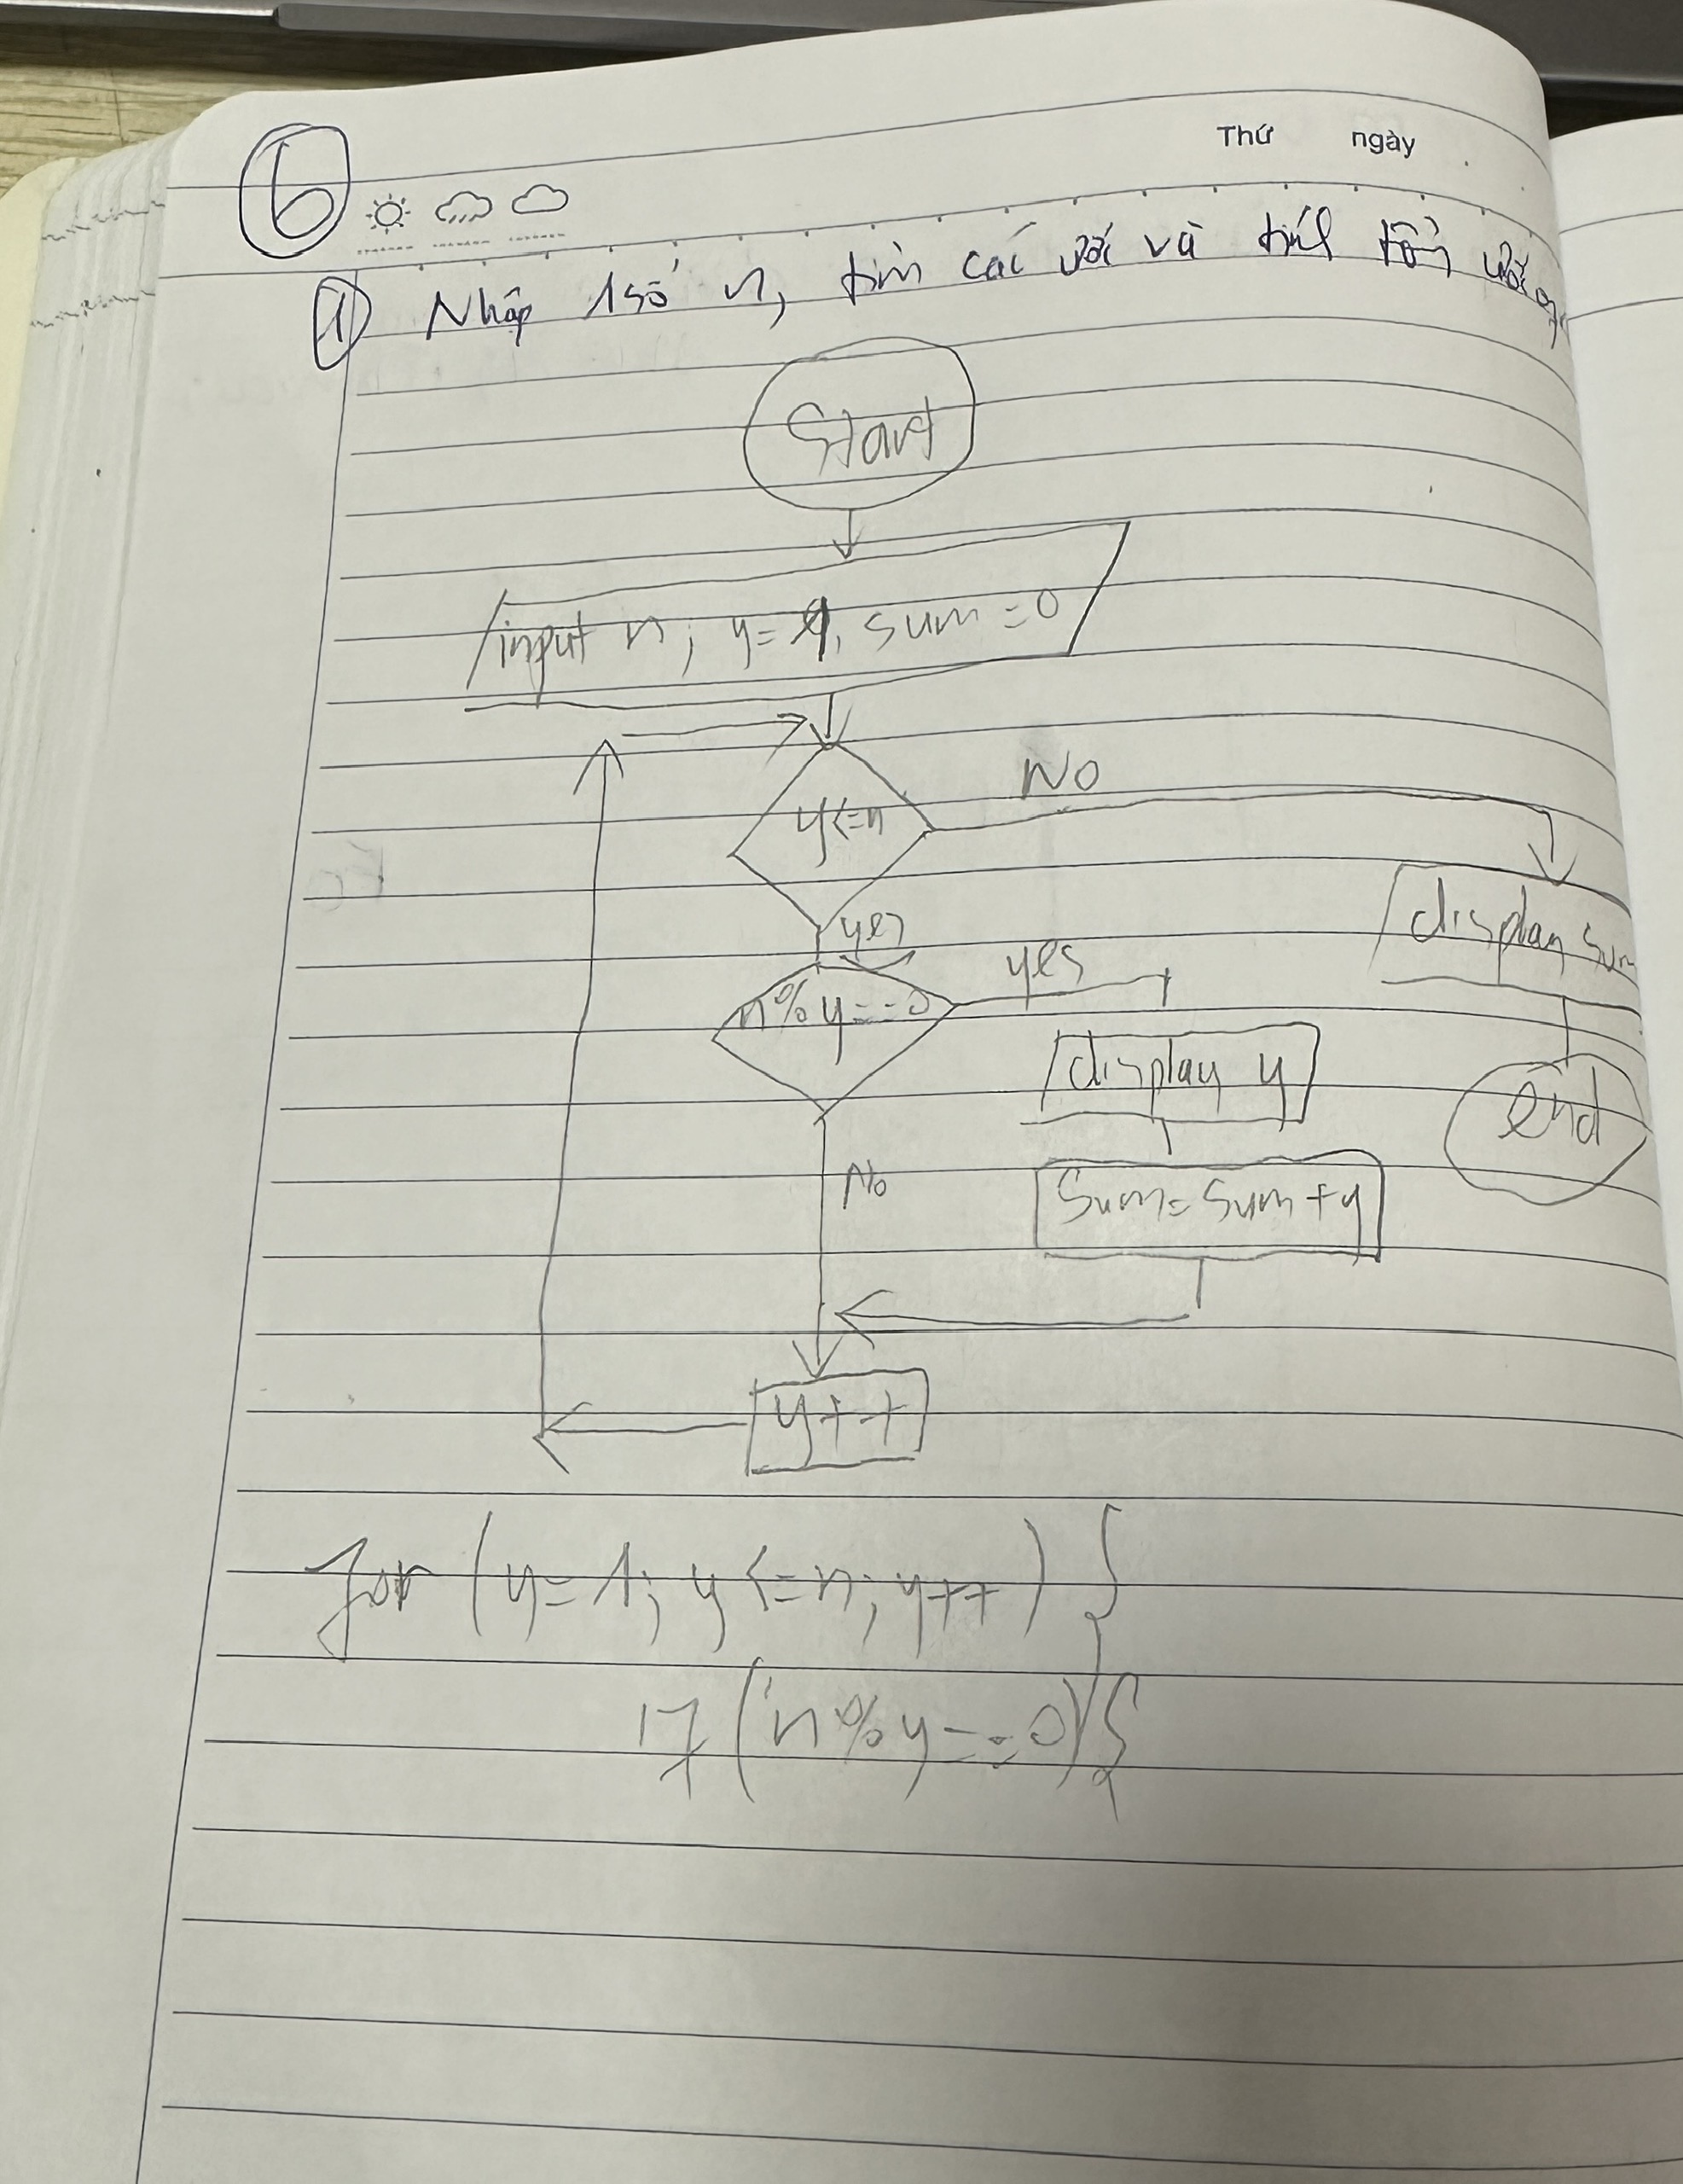 Thứ ngày
6
① Nhập 1 số n, tìm các ước và tính tổng ước
Start
input n; y=1, sum=0
y<=n
No
yes
display sum
n%y==0
yes
display y
end
No
Sum=Sum+y
y++
for (y=1; y<=n; y++) {
if (n%y==0) {